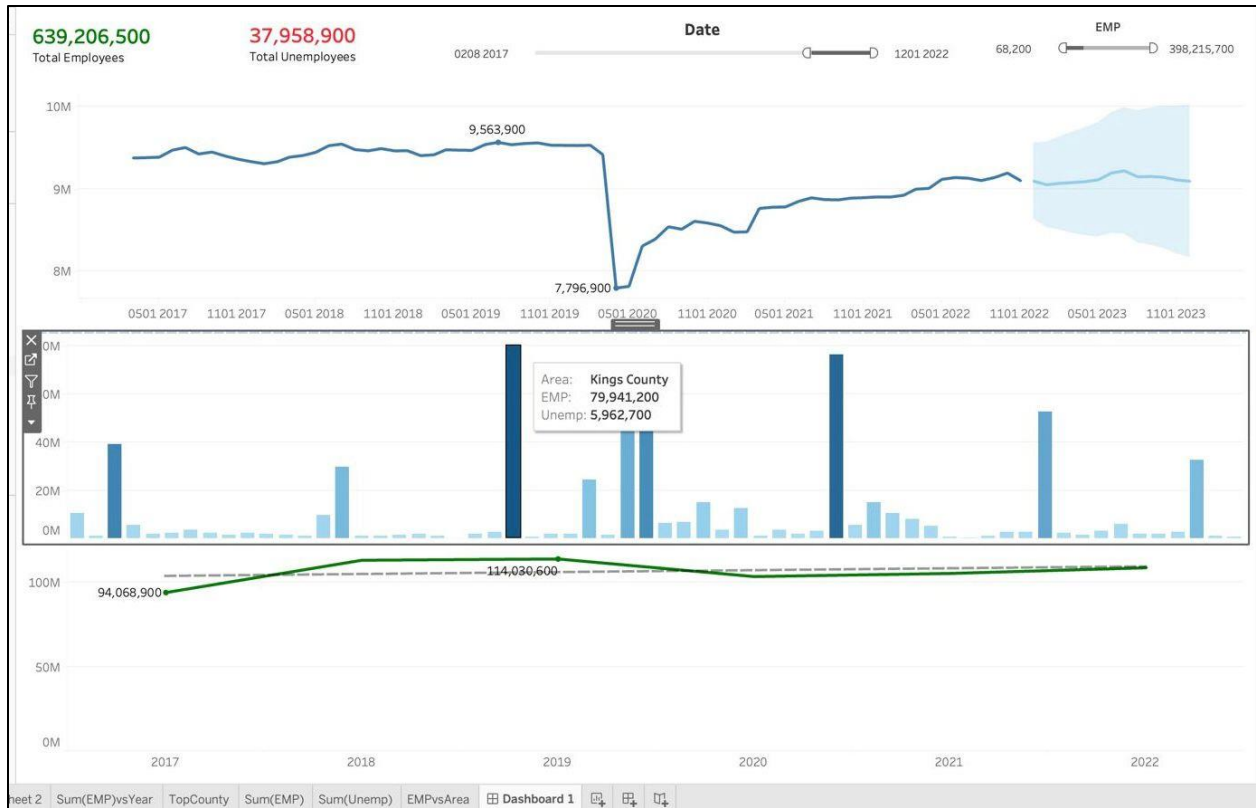 639,206,500
Total Employees
37,958,900
Total Unemployees
Date
0208 2017
1201 2022
EMP
68,200
398,215,700
10M
9M
8M
9,563,900
7,796,900
0501 2017 1101 2017 0501 2018 1101 2018 0501 2019 1101 2019 0501 2020 1101 2020 0501 2021 1101 2021 0501 2022 1101 2022 0501 2023 1101 2023
0M
0M
40M
20M
0M
Area: Kings County
EMP: 79,941,200
Unemp: 5,962,700
100M
50M
0M
94,068,900
114,030,600
2017 2018 2019 2020 2021 2022
heet 2 Sum(EMP)vsYear TopCounty Sum(EMP) Sum(Unemp) EMPvsArea Dashboard 1